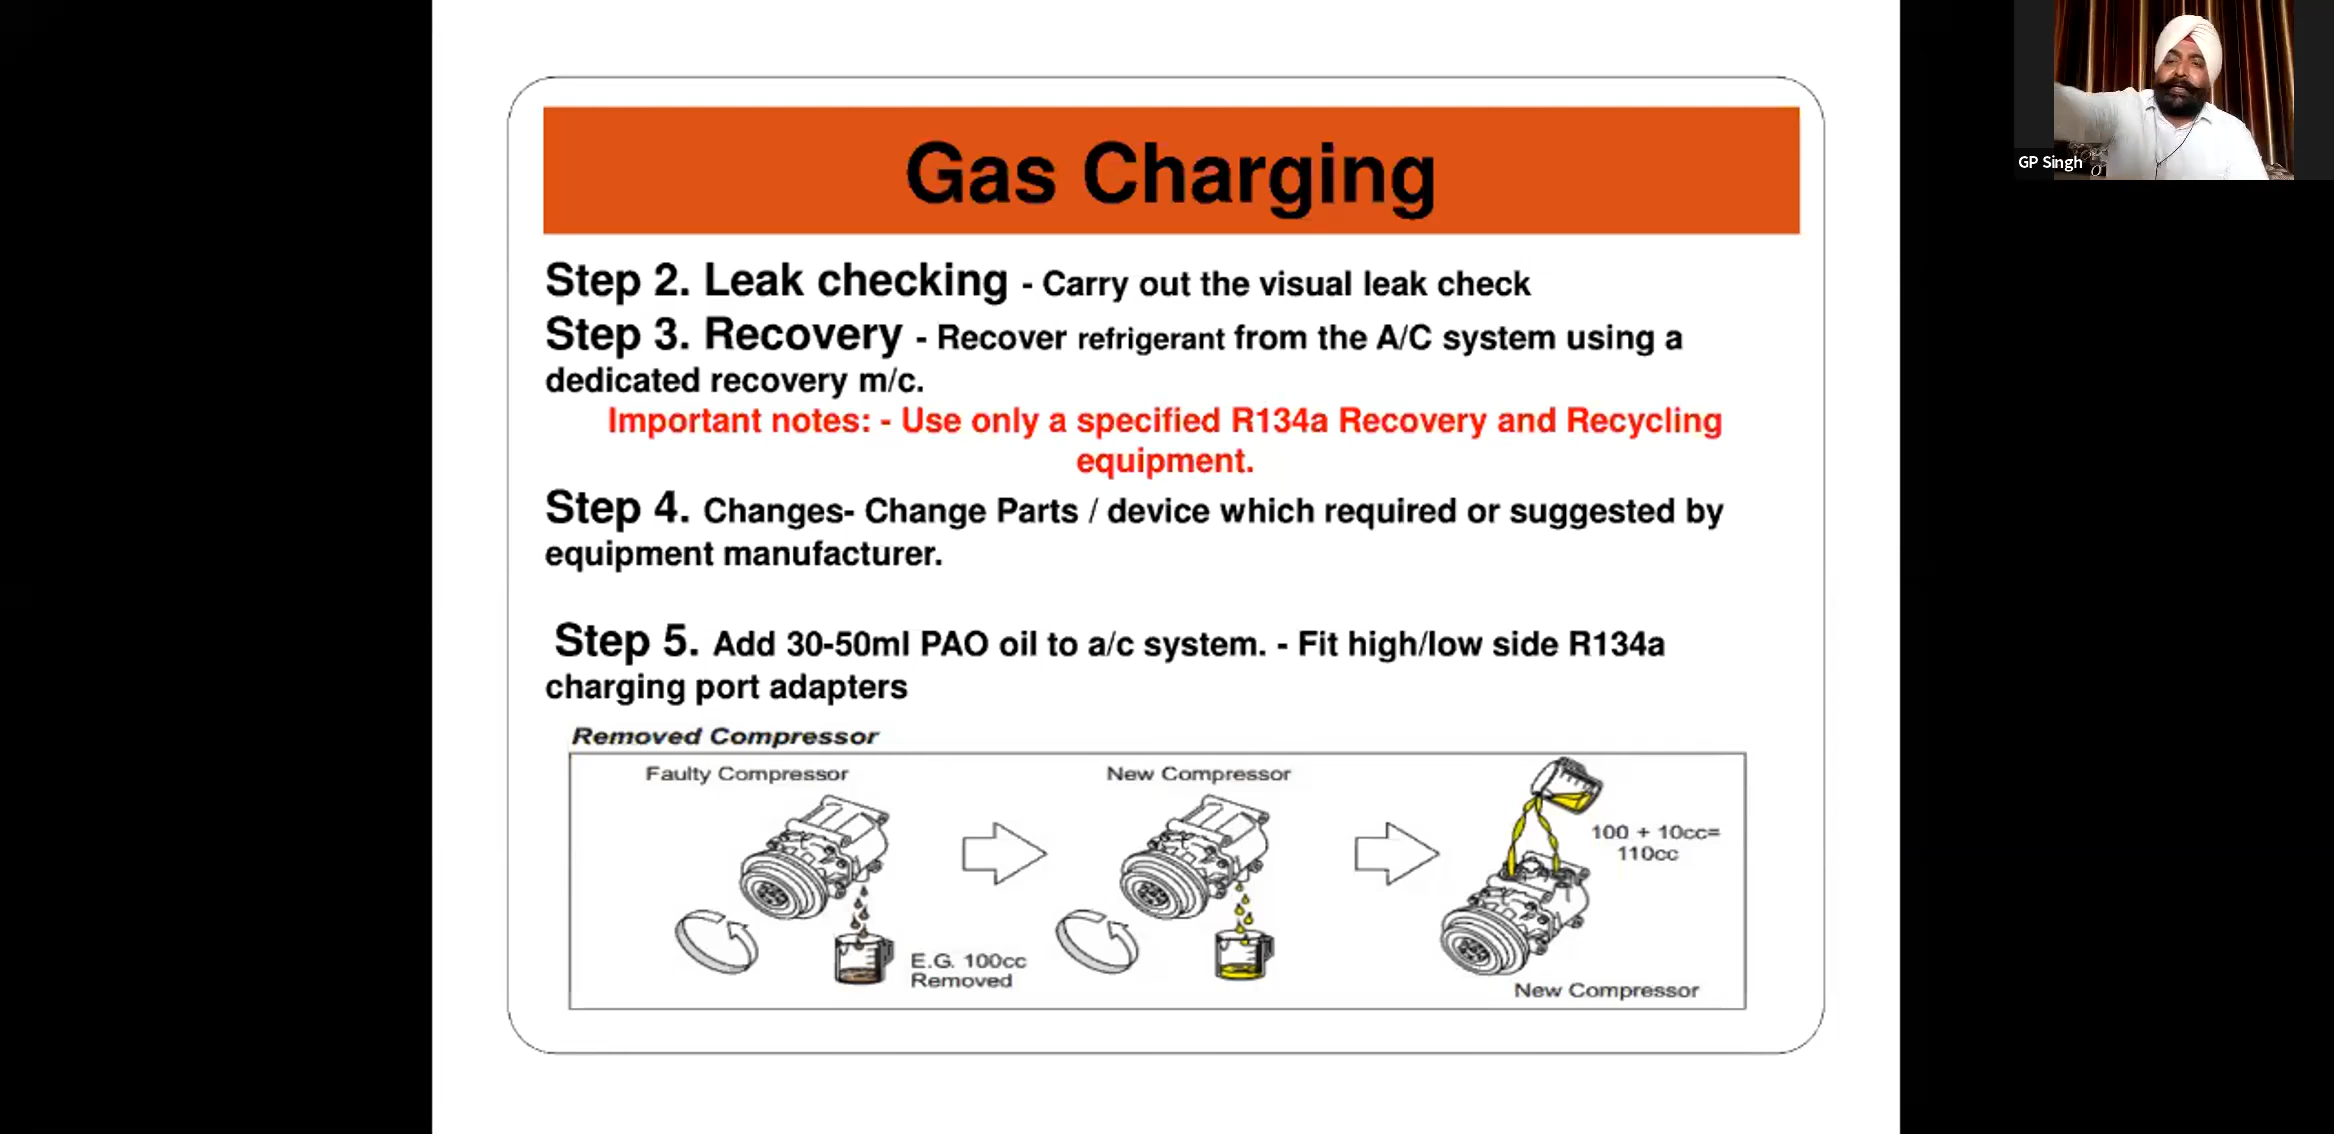 Gas Charging
Step 2. Leak checking - Carry out the visual leak check
Step 3. Recovery - Recover refrigerant from the A/C system using a
dedicated recovery m/c.
Important notes: - Use only a specified R134a Recovery and Recycling
equipment.
Step 4. Changes- Change Parts / device which required or suggested by
equipment manufacturer.
Step 5. Add 30-50ml PAO oil to a/c system. - Fit high/low side R134a
charging port adapters
Removed Compressor
Faulty Compressor
E.G. 100cc
Removed
New Compressor
100 + 10cc=
110cc
New Compressor
GP Singh